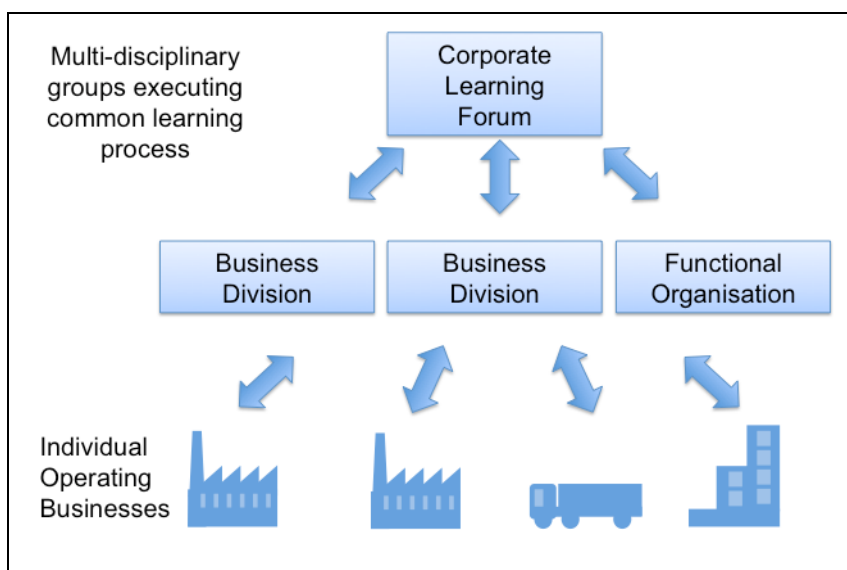 Multi-disciplinary
groups executing
common learning
process
Corporate
Learning
Forum
Business
Division
Business
Division
Functional
Organisation
Individual
Operating
Businesses